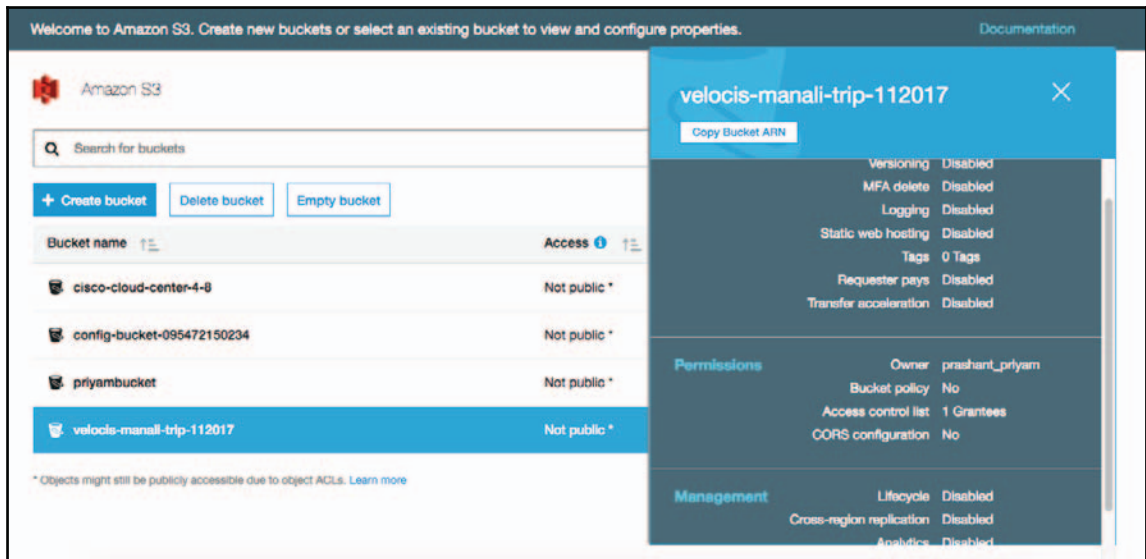 Welcome to Amazon S3. Create new buckets or select an existing bucket to view and configure properties.
Documentation
Amazon S3
Search for buckets
+ Create bucket
Delete bucket
Empty bucket
Bucket name
Access
cisco-cloud-center-4-8
Not public *
config-bucket-095472150234
Not public *
priyambucket
Not public *
velocis-manali-trip-112017
Not public *
* Objects might still be publicly accessible due to object ACLs. Learn more
velocis-manali-trip-112017
Copy Bucket ARN
Versioning Disabled
MFA delete Disabled
Logging Disabled
Static web hosting Disabled
Tags 0 Tags
Requester pays Disabled
Transfer acceleration Disabled
Permissions
Owner prashant_priyam
Bucket policy No
Access control list 1 Grantees
CORS configuration No
Management
Lifecycle Disabled
Cross-region replication Disabled
Analytics Disabled